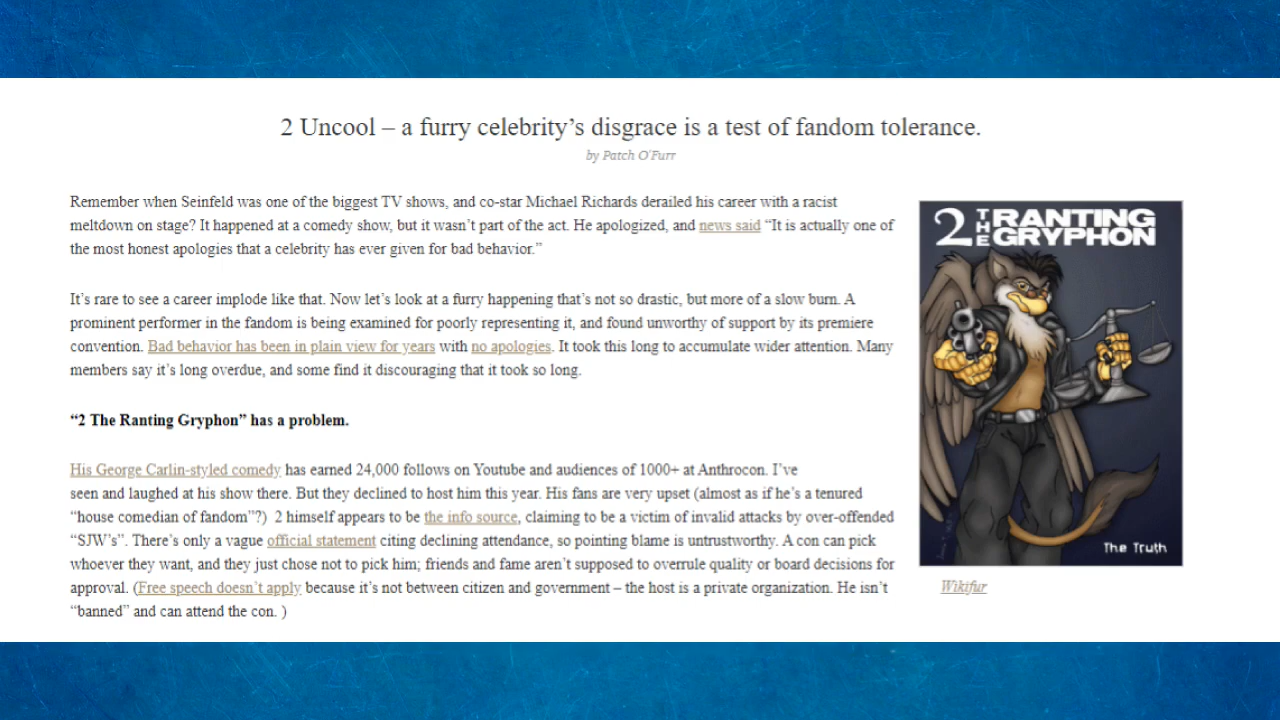 2 Uncool – a furry celebrity’s disgrace is a test of fandom tolerance.
by Patch O'Furr
Remember when Seinfeld was one of the biggest TV shows, and co-star Michael Richards derailed his career with a racist
meltdown on stage? It happened at a comedy show, but it wasn’t part of the act. He apologized, and news said “It is actually one of
the most honest apologies that a celebrity has ever given for bad behavior.”
It’s rare to see a career implode like that. Now let’s look at a furry happening that’s not so drastic, but more of a slow burn. A
prominent performer in the fandom is being examined for poorly representing it, and found unworthy of support by its premiere
convention. Bad behavior has been in plain view for years with no apologies. It took this long to accumulate wider attention. Many
members say it’s long overdue, and some find it discouraging that it took so long.
“2 The Ranting Gryphon” has a problem.
His George Carlin-styled comedy has earned 24,000 follows on Youtube and audiences of 1000+ at Anthrocon. I’ve
seen and laughed at his show there. But they declined to host him this year. His fans are very upset (almost as if he’s a tenured
“house comedian of fandom”?)  2 himself appears to be the info source, claiming to be a victim of invalid attacks by over-offended
“SJW’s”. There’s only a vague official statement citing declining attendance, so pointing blame is untrustworthy. A con can pick
whoever they want, and they just chose not to pick him; friends and fame aren’t supposed to overrule quality or board decisions for
approval. (Free speech doesn’t apply because it’s not between citizen and government – the host is a private organization. He isn’t
“banned” and can attend the con. )
2 THE RANTING
GRYPHON
The Truth
Wikifur